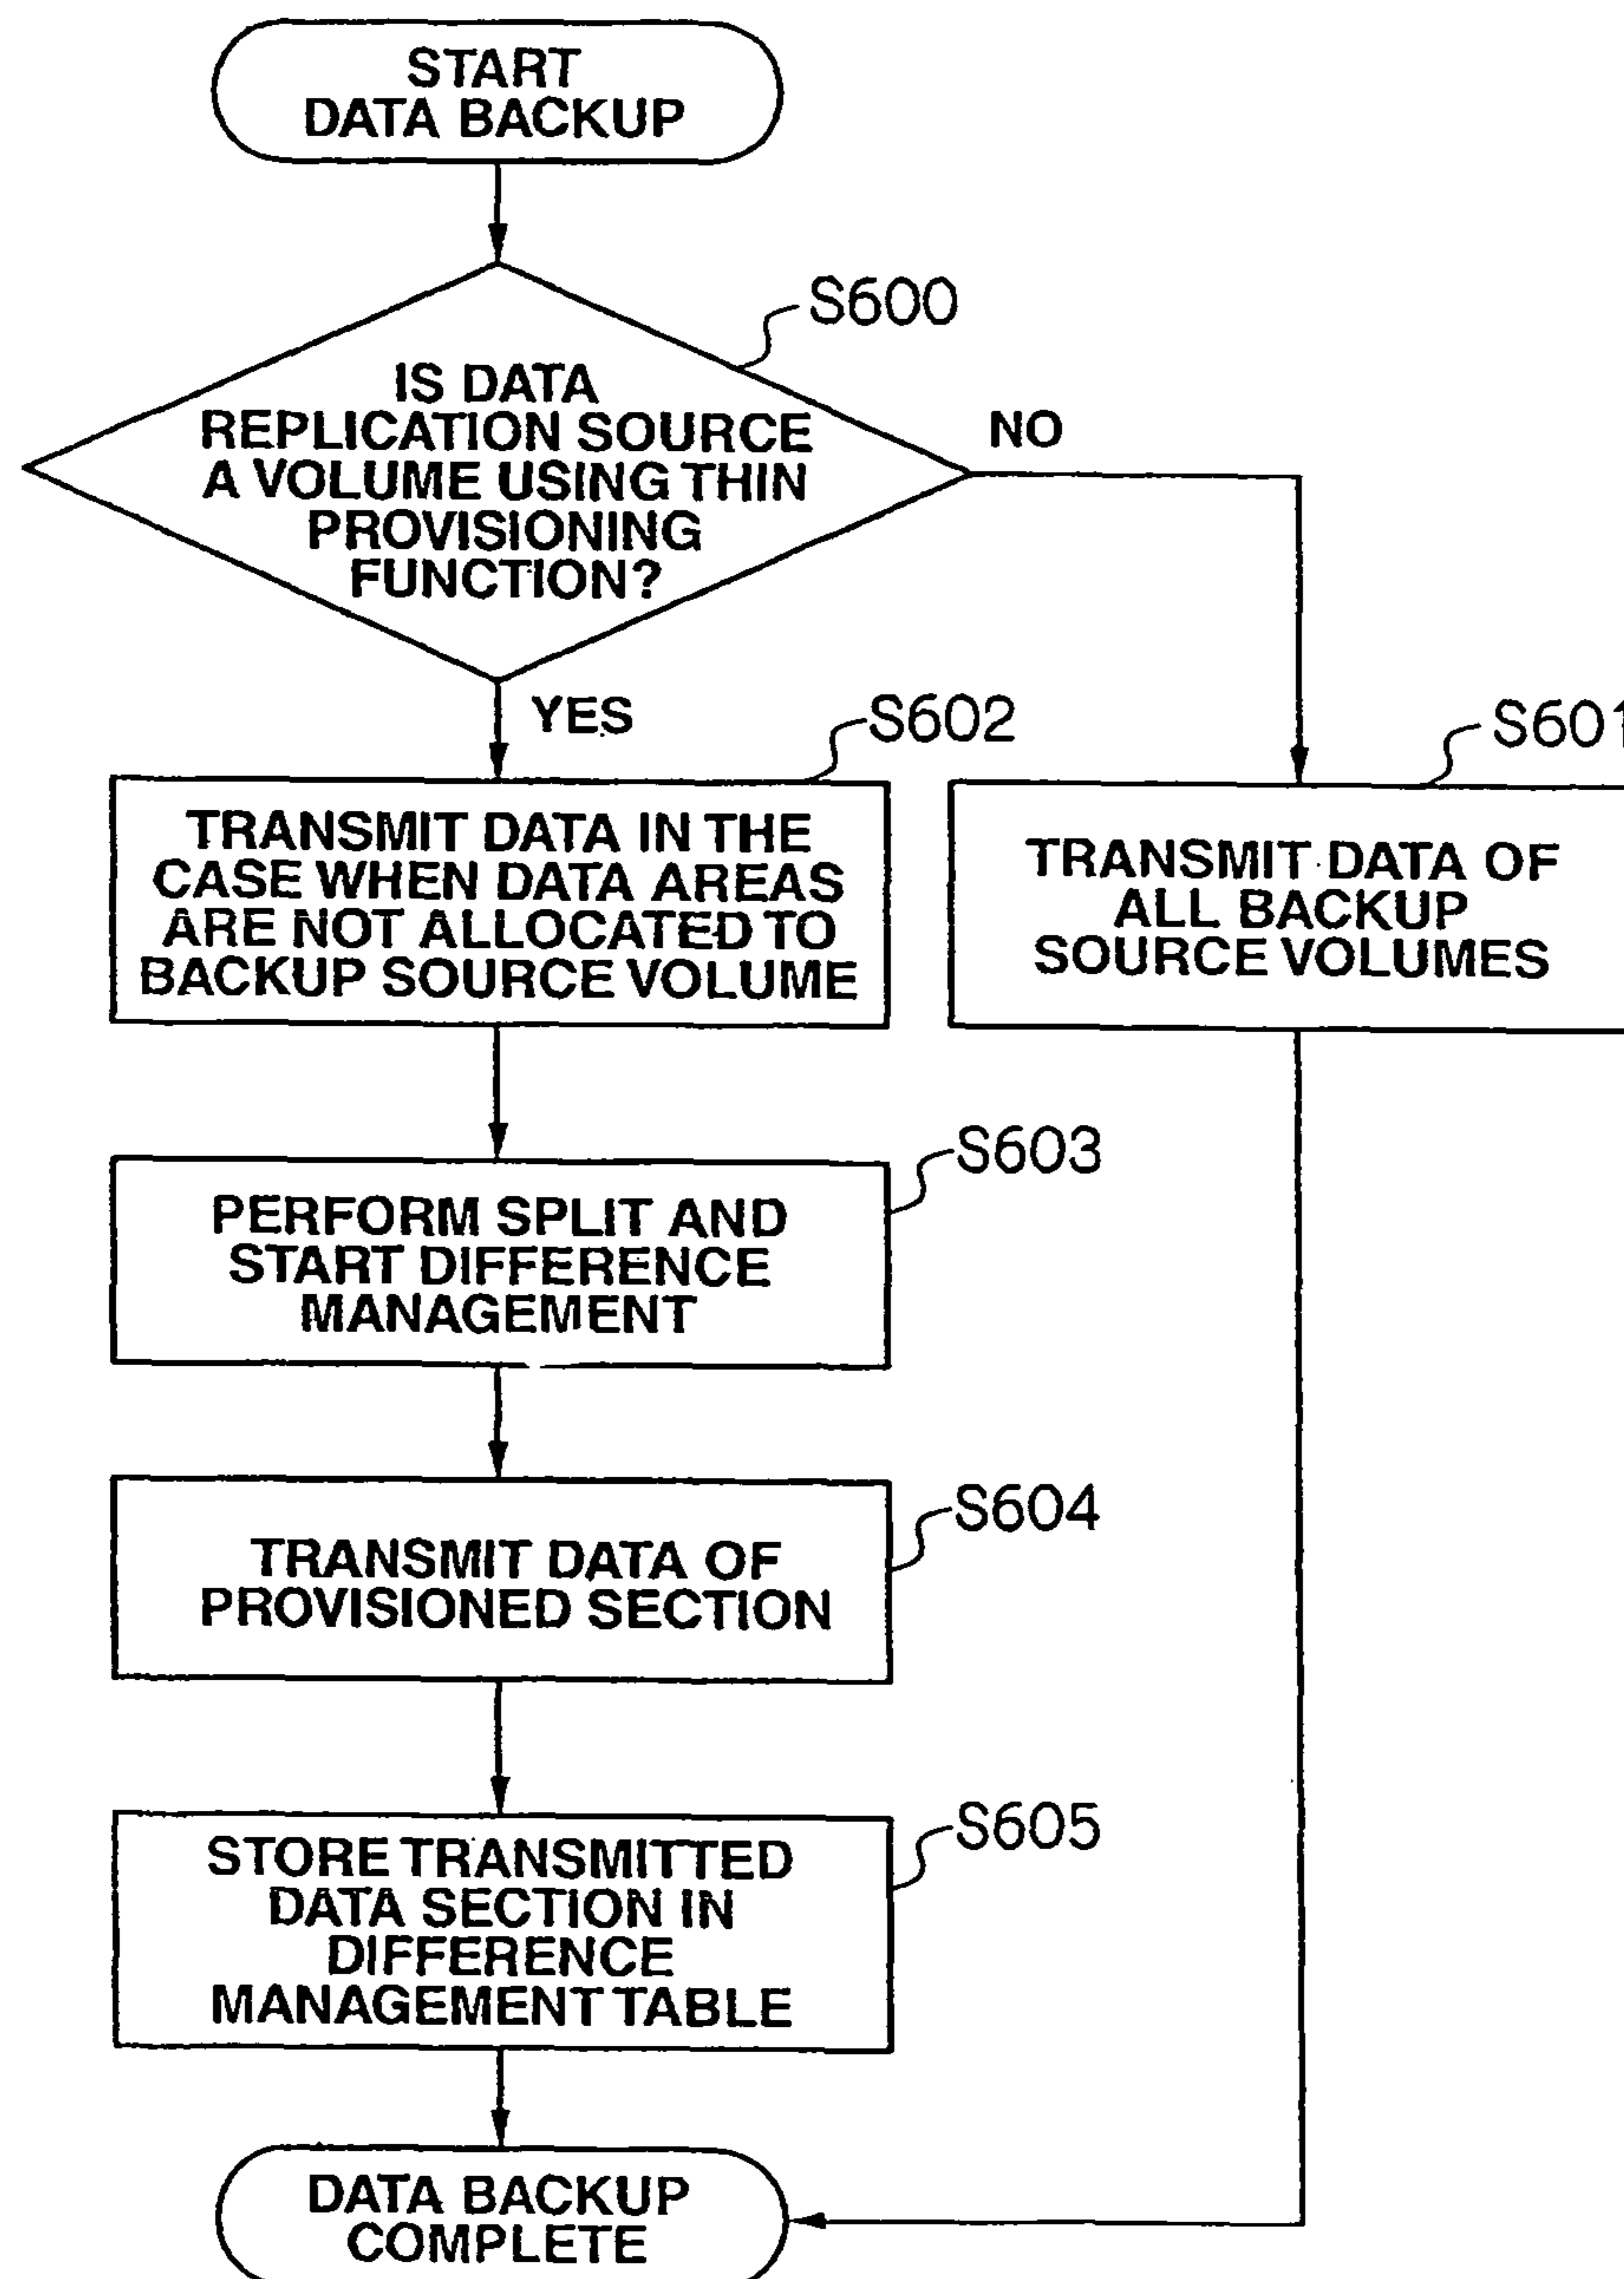 START
DATA BACKUP
S600
IS DATA
REPLICATION SOURCE
A VOLUME USING THIN
PROVISIONING
FUNCTION?
NO
YES
S602
S601
TRANSMIT DATA IN THE
CASE WHEN DATA AREAS
ARE NOT ALLOCATED TO
BACKUP SOURCE VOLUME
TRANSMIT DATA OF
ALL BACKUP
SOURCE VOLUMES
S603
PERFORM SPLIT AND
START DIFFERENCE
MANAGEMENT
S604
TRANSMIT DATA OF
PROVISIONED SECTION
S605
STORE TRANSMITTED
DATA SECTION IN
DIFFERENCE
MANAGEMENT TABLE
DATA BACKUP
COMPLETE